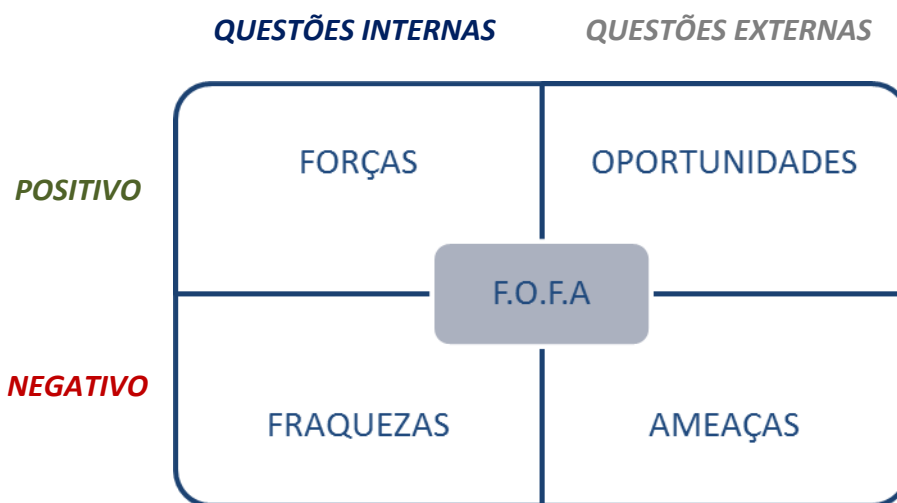 QUESTÕES INTERNAS QUESTÕES EXTERNAS
POSITIVO
FORÇAS OPORTUNIDADES
F.O.F.A
NEGATIVO
FRAQUEZAS AMEAÇAS